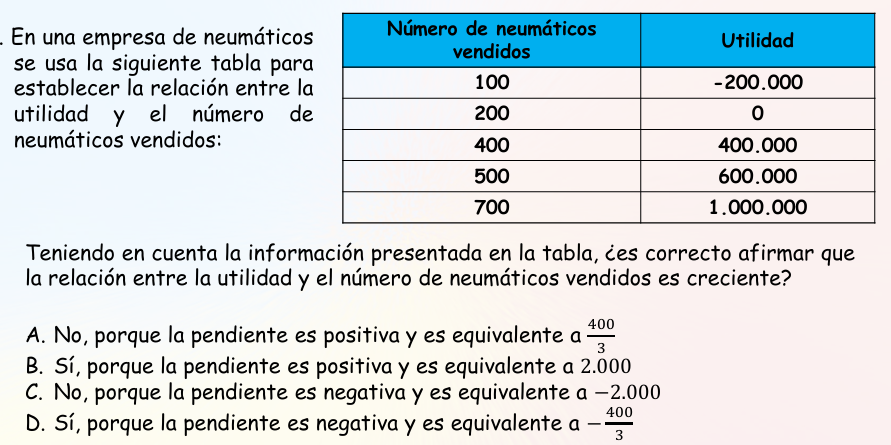 . En una empresa de neumáticos
se usa la siguiente tabla para
establecer la relación entre la
utilidad y el número de
neumáticos vendidos:
Número de neumáticos
vendidos
Utilidad
100 -200.000
200 0
400 400.000
500 600.000
700 1.000.000
Teniendo en cuenta la información presentada en la tabla, ¿es correcto afirmar que
la relación entre la utilidad y el número de neumáticos vendidos es creciente?
A. No, porque la pendiente es positiva y es equivalente a 400/3
B. Sí, porque la pendiente es positiva y es equivalente a 2.000
C. No, porque la pendiente es negativa y es equivalente a −2.000
D. Sí, porque la pendiente es negativa y es equivalente a −400/3